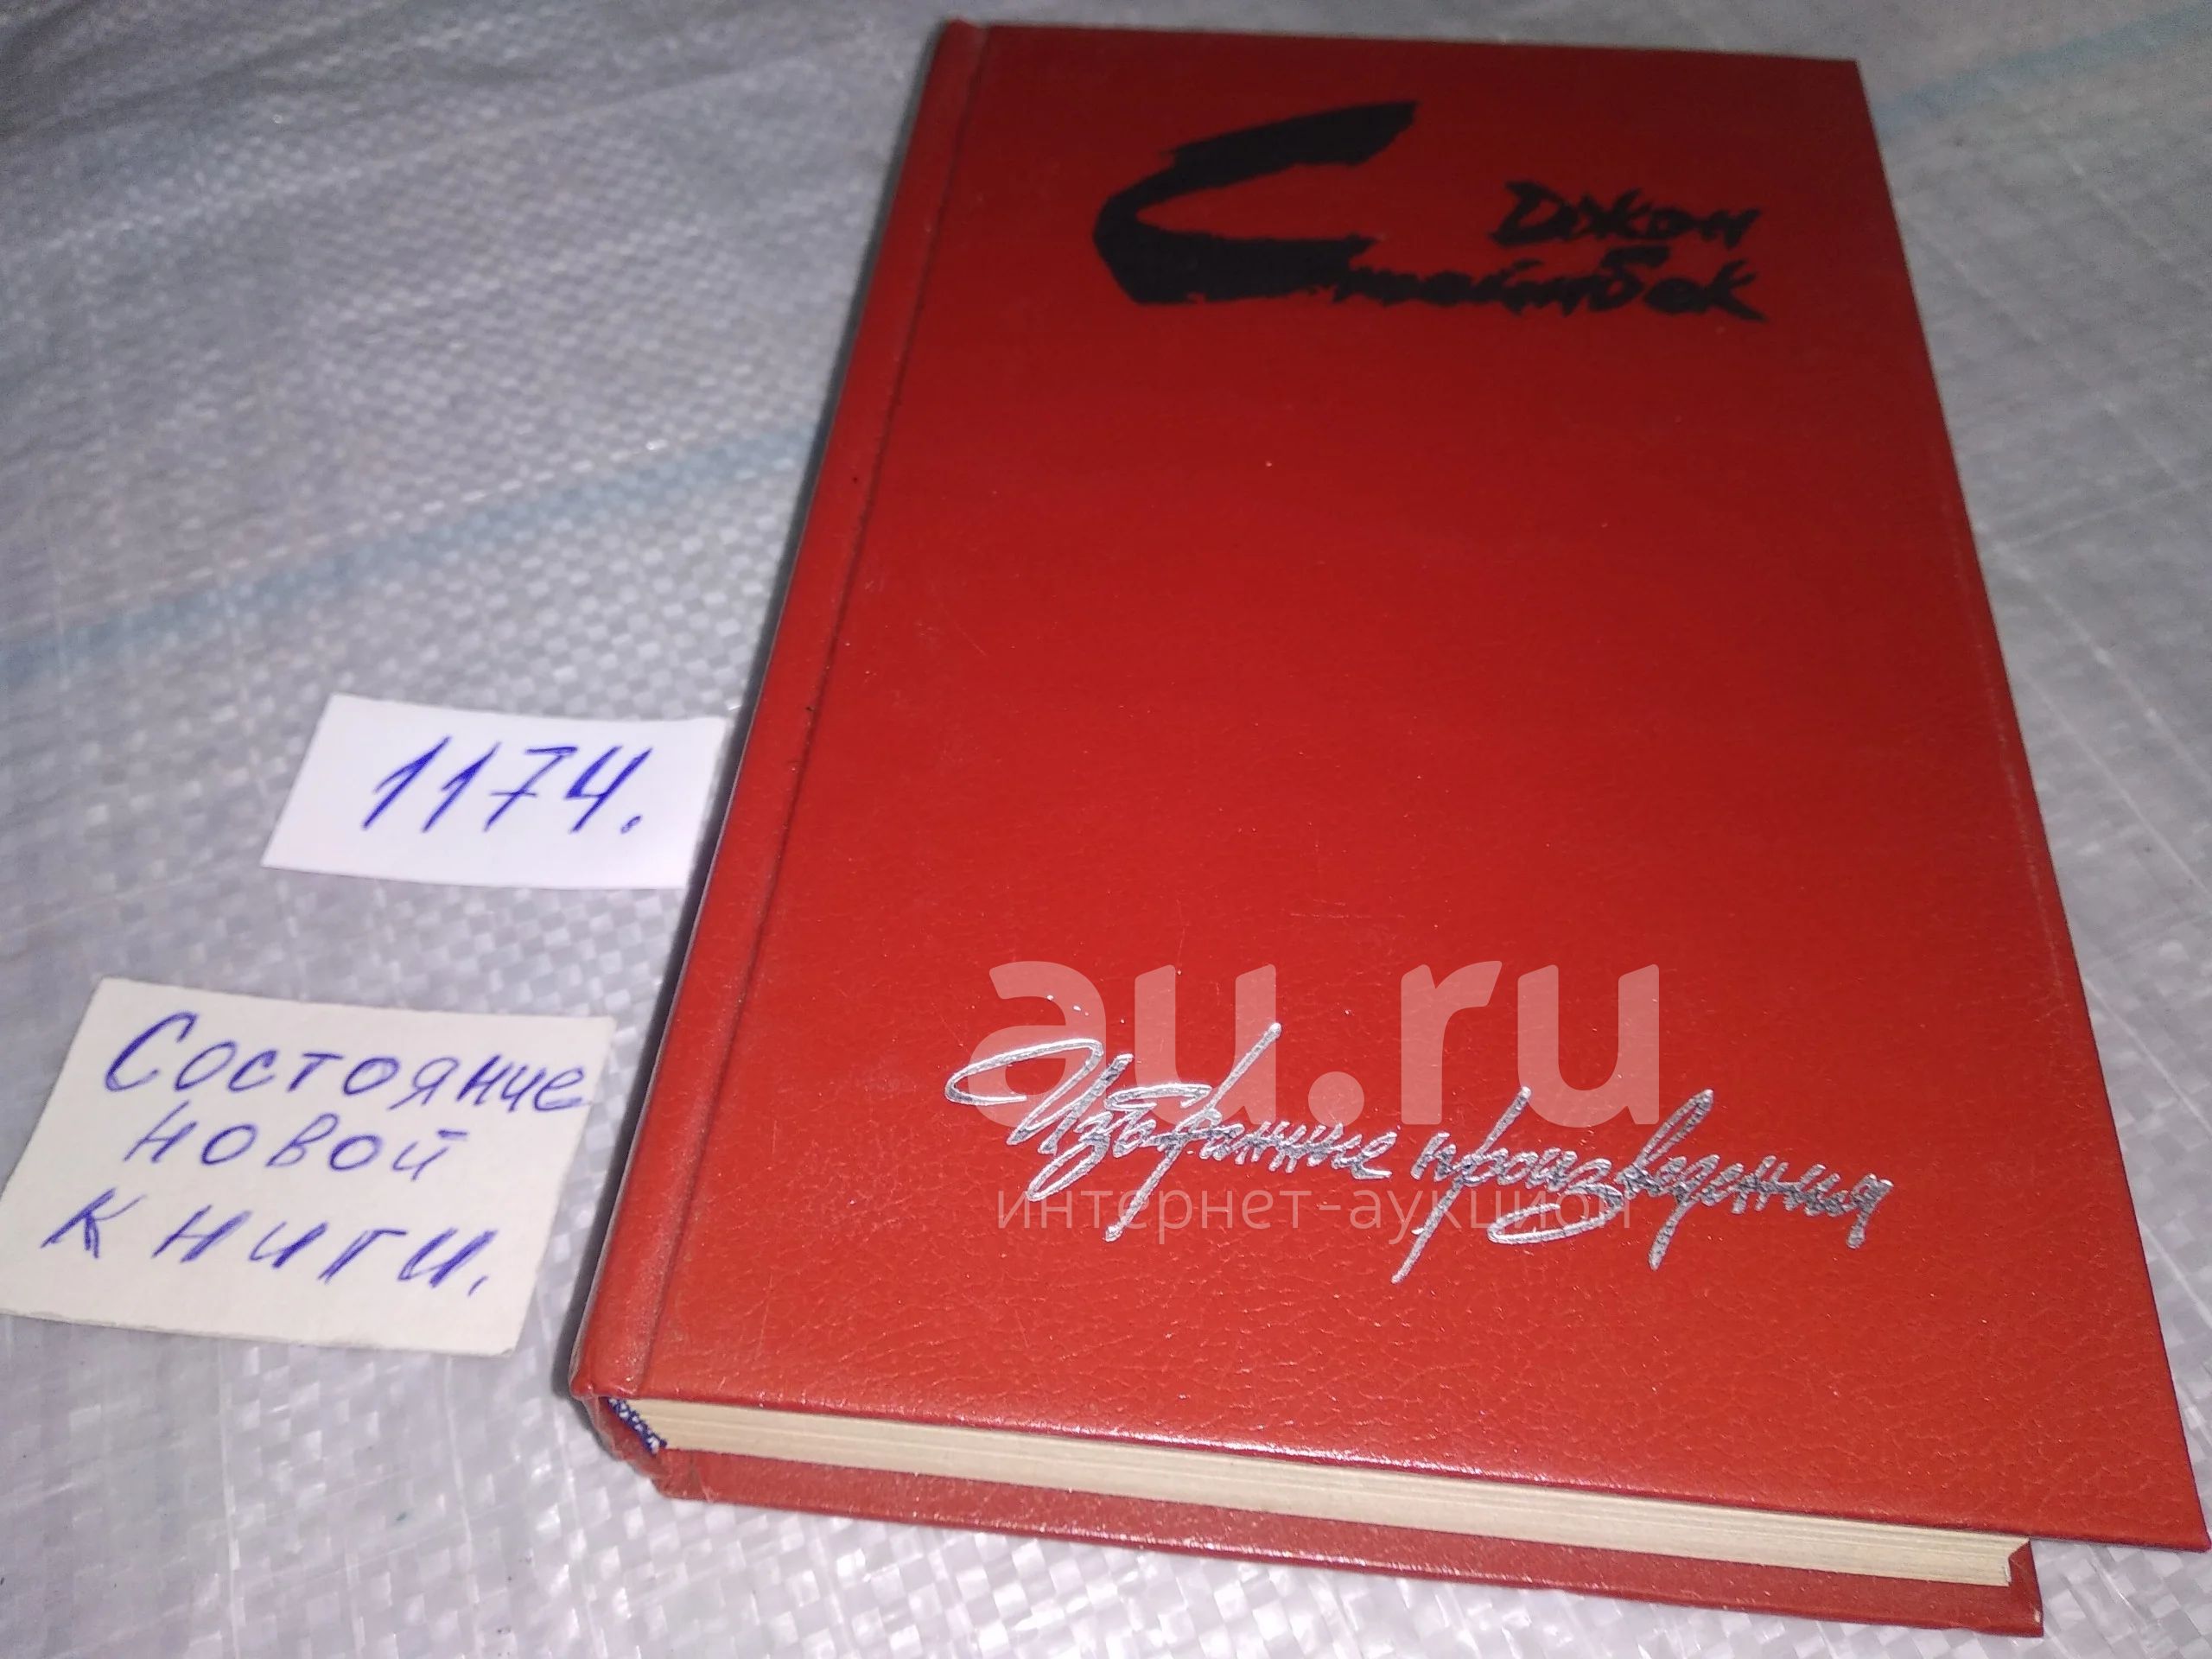 Джон
Стейнбек
1174.
Состояние
новой
книги.
au.ru
Избранные произведения
интернет-аукцион